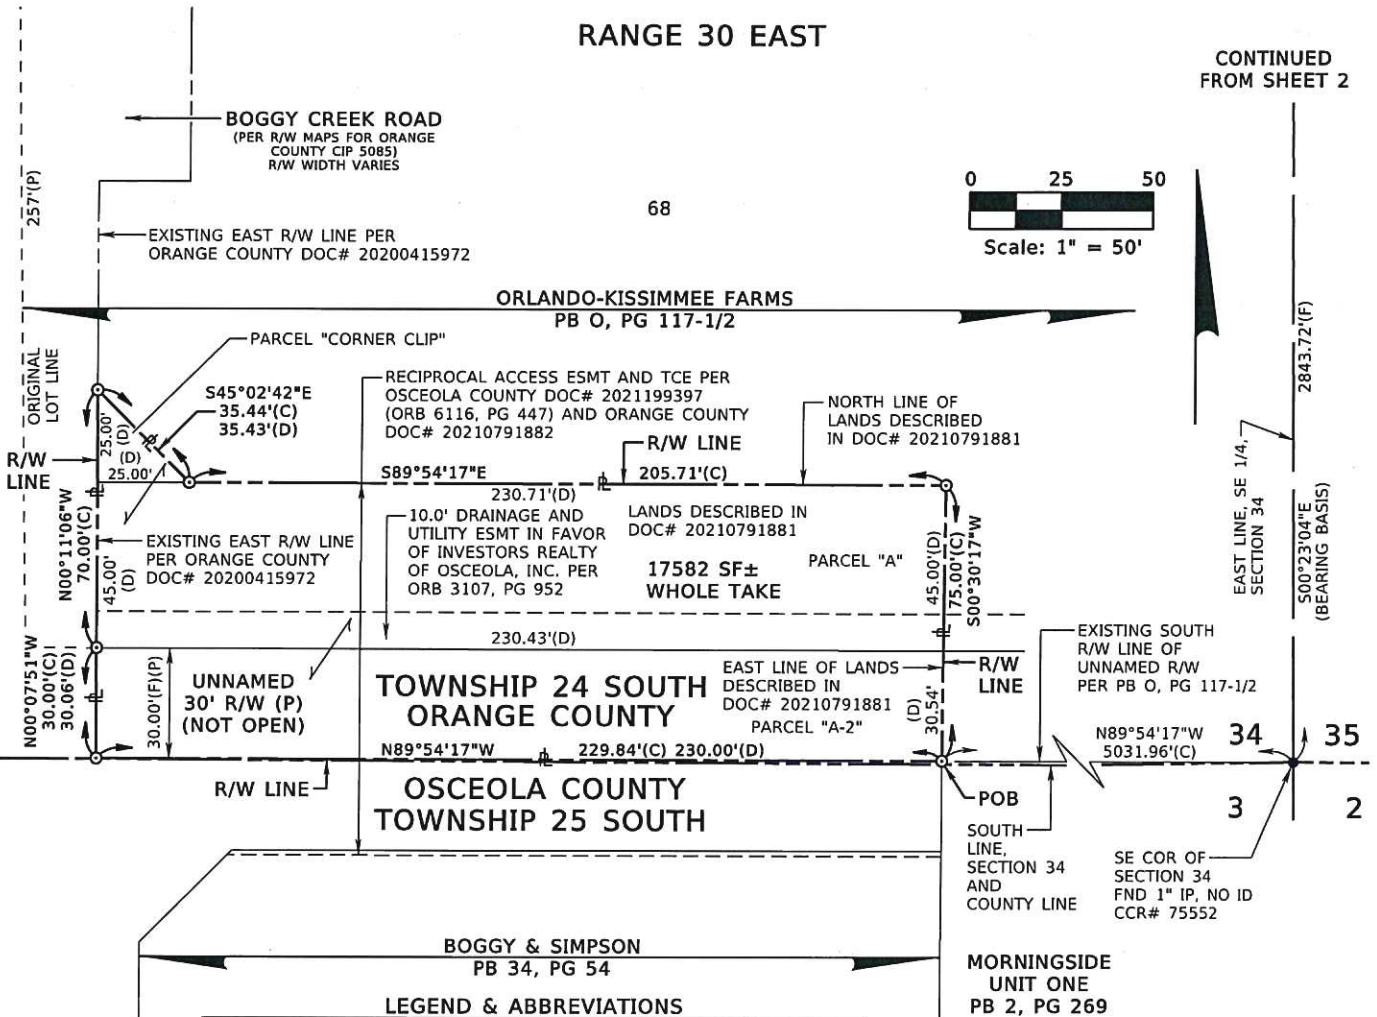 RANGE 30 EAST
CONTINUED
FROM SHEET 2
BOGGY CREEK ROAD
(PER R/W MAPS FOR ORANGE
COUNTY CIP 5085)
R/W WIDTH VARIES
257'(P)
0 25 50
Scale: 1" = 50'
68
EXISTING EAST R/W LINE PER
ORANGE COUNTY DOC# 20200415972
ORLANDO-KISSIMMEE FARMS
PB O, PG 117-1/2
2843.72'(F)
PARCEL "CORNER CLIP"
ORIGINAL
LOT LINE
S45°02'42"E
35.44'(C)
35.43'(D)
RECIPROCAL ACCESS ESMT AND TCE PER
OSCEOLA COUNTY DOC# 2021199397
(ORB 6116, PG 447) AND ORANGE COUNTY
DOC# 20210791882
NORTH LINE OF
LANDS DESCRIBED
IN DOC# 20210791881
R/W LINE
25.00'
(D)
(D)
25.00'
R/W
LINE
S89°54'17"E
205.71'(C)
230.71'(D)
EAST LINE, SE 1/4,
SECTION 34
S00°23'04"E
(BEARING BASIS)
N00°11'06"W
70.00'(C)
45.00'
(D)
EXISTING EAST R/W LINE
PER ORANGE COUNTY
DOC# 20200415972
10.0' DRAINAGE AND
UTILITY ESMT IN FAVOR
OF INVESTORS REALTY
OF OSCEOLA, INC. PER
ORB 3107, PG 952
LANDS DESCRIBED IN
DOC# 20210791881
17582 SF±
WHOLE TAKE
PARCEL "A"
45.00'(D)
75.00'(C)
S00°30'17"W
230.43'(D)
N00°07'51"W
30.00'(C)
30.06'(D)
30.00'(F)(P)
UNNAMED
30' R/W (P)
(NOT OPEN)
TOWNSHIP 24 SOUTH
ORANGE COUNTY
EAST LINE OF LANDS
DESCRIBED IN
DOC# 20210791881
PARCEL "A-2"
(D)
30.54'
R/W
LINE
EXISTING SOUTH
R/W LINE OF
UNNAMED R/W
PER PB O, PG 117-1/2
N89°54'17"W
5031.96'(C)
34 35
N89°54'17"W
229.84'(C) 230.00'(D)
R/W LINE
OSCEOLA COUNTY
TOWNSHIP 25 SOUTH
POB
3 2
SOUTH
LINE,
SECTION 34
AND
COUNTY LINE
SE COR OF
SECTION 34
FND 1" IP, NO ID
CCR# 75552
BOGGY & SIMPSON
PB 34, PG 54
MORNINGSIDE
UNIT ONE
PB 2, PG 269
LEGEND & ABBREVIATIONS